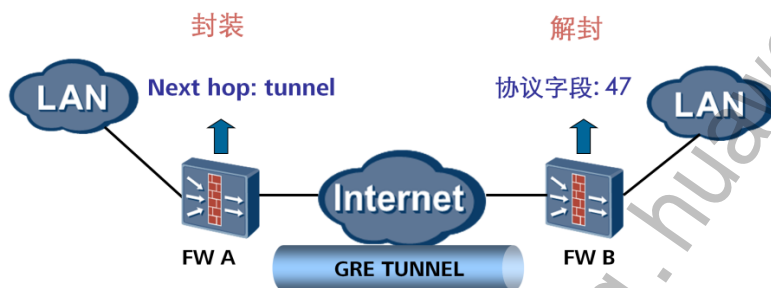 封装
解封
Next hop: tunnel
协议字段: 47
LAN
LAN
Internet
FW A
FW B
GRE TUNNEL
g.huawe